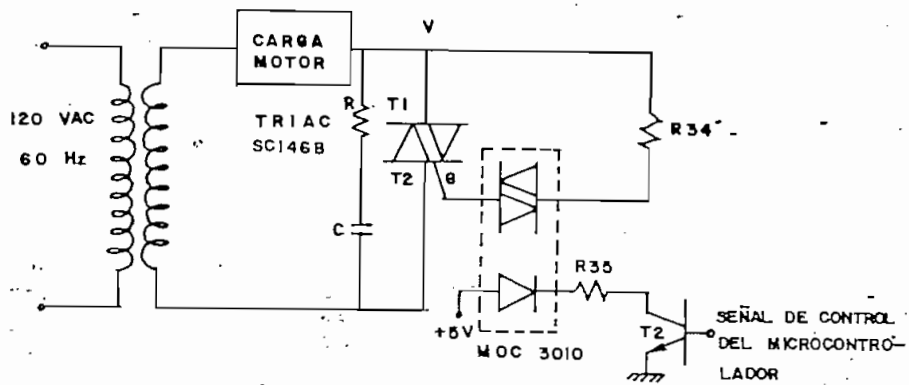 CARGA
MOTOR
V
120 VAC
60 Hz
R
TRIAC
SC146B
T1
T2
G
C
R34
R35
+5V
MOC 3010
T2
SEÑAL DE CONTROL
DEL MICROCONTRO-
LADOR